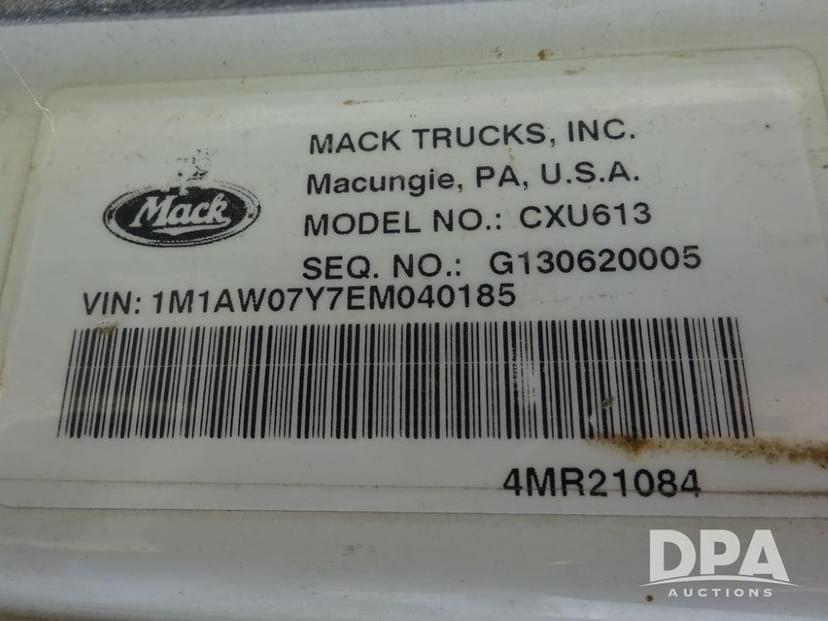 MACK TRUCKS, INC.
Macungie, PA, U.S.A.
Mack
MODEL NO.: CXU613
SEQ. NO.: G130620005
VIN: 1M1AW07Y7EM040185
4MR21084
DPA
AUCTIONS